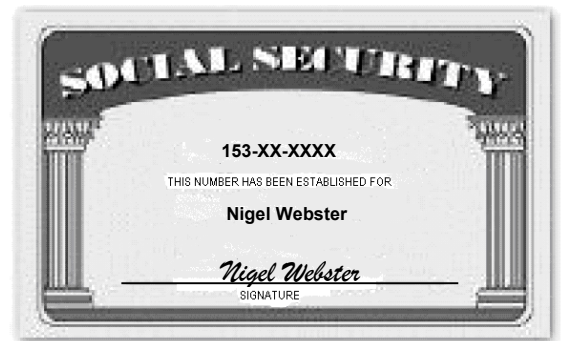 SOCIAL SECURITY
153-XX-XXXX
THIS NUMBER HAS BEEN ESTABLISHED FOR
Nigel Webster
Nigel Webster
SIGNATURE